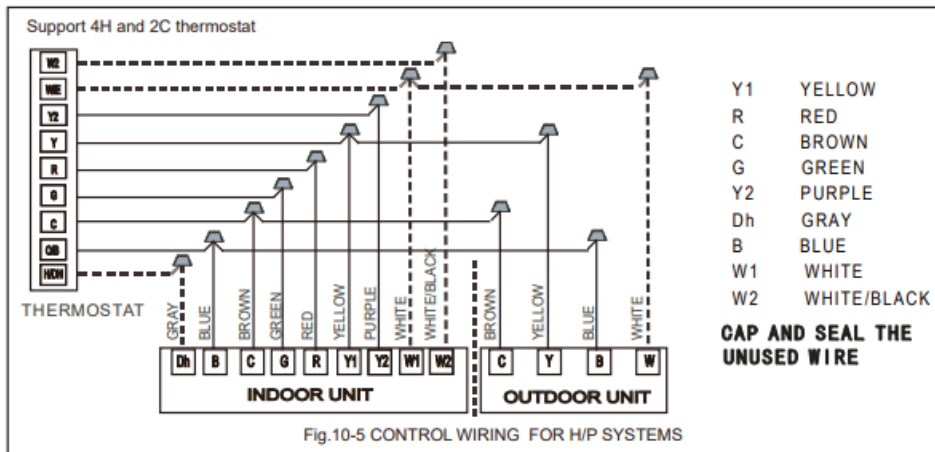 Support 4H and 2C thermostat
W2
W/E
Y2
Y
R
G
C
O/B
H/DH
THERMOSTAT
GRAY
BLUE
BROWN
GREEN
RED
YELLOW
PURPLE
WHITE
WHITE/BLACK
BROWN
YELLOW
BLUE
WHITE
Dh B C G R Y1 Y2 W1 W2
INDOOR UNIT
C Y B W
OUTDOOR UNIT
Y1 YELLOW
R RED
C BROWN
G GREEN
Y2 PURPLE
Dh GRAY
B BLUE
W1 WHITE
W2 WHITE/BLACK
CAP AND SEAL THE
UNUSED WIRE
Fig.10-5 CONTROL WIRING FOR H/P SYSTEMS